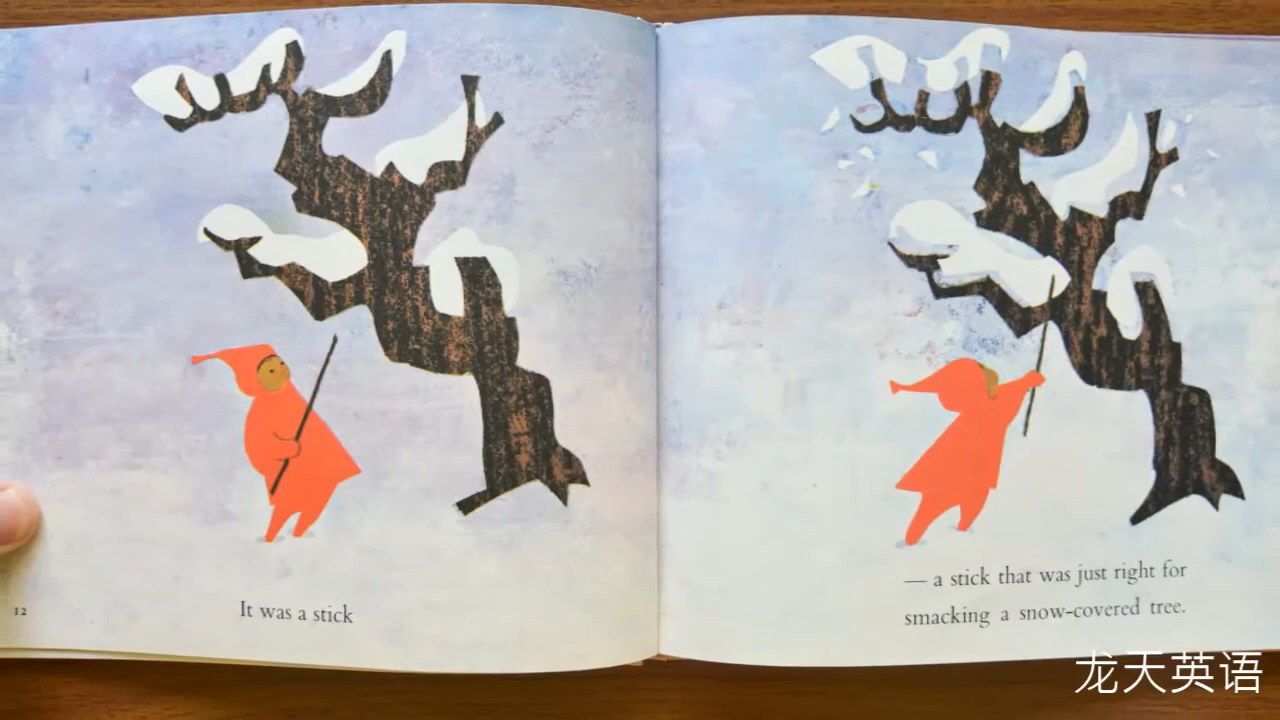 12
It was a stick
— a stick that was just right for
smacking a snow-covered tree.
龙天英语